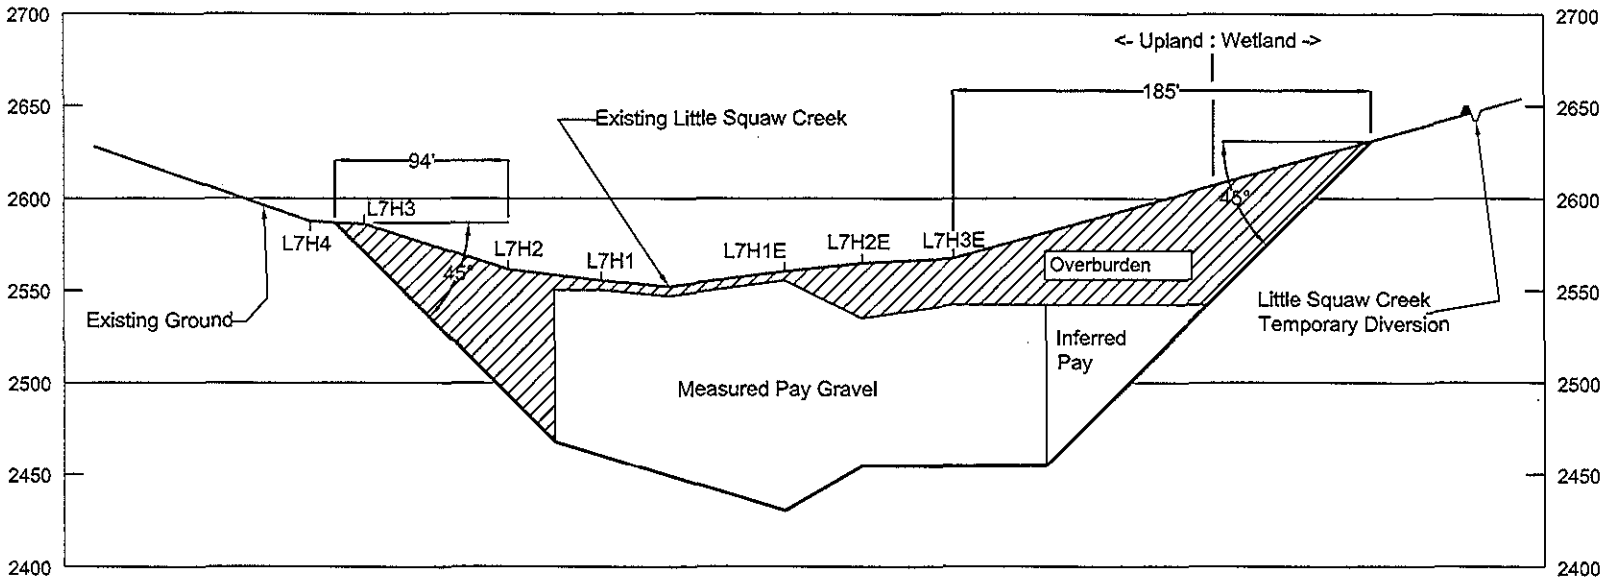 2700
2700
<- Upland : Wetland ->
2650
185'
2650
Existing Little Squaw Creek
94'
2600
2600
L7H3
45°
L7H4
L7H2
L7H1
L7H1E
L7H2E
L7H3E
45°
Overburden
2550
2550
Existing Ground
Little Squaw Creek
Temporary Diversion
Inferred
Pay
Measured Pay Gravel
2500
2500
2450
2450
2400
2400